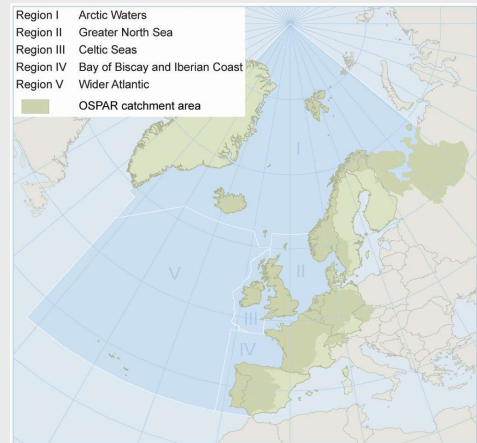 Region I Arctic Waters
Region II Greater North Sea
Region III Celtic Seas
Region IV Bay of Biscay and Iberian Coast
Region V Wider Atlantic
OSPAR catchment area
I
V
II
III
IV